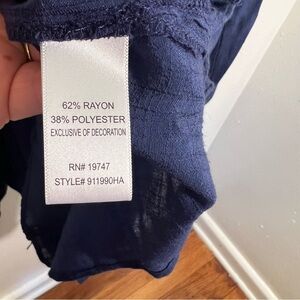 62% RAYON
38% POLYESTER
EXCLUSIVE OF DECORATION
RN# 19747
STYLE# 911990HA